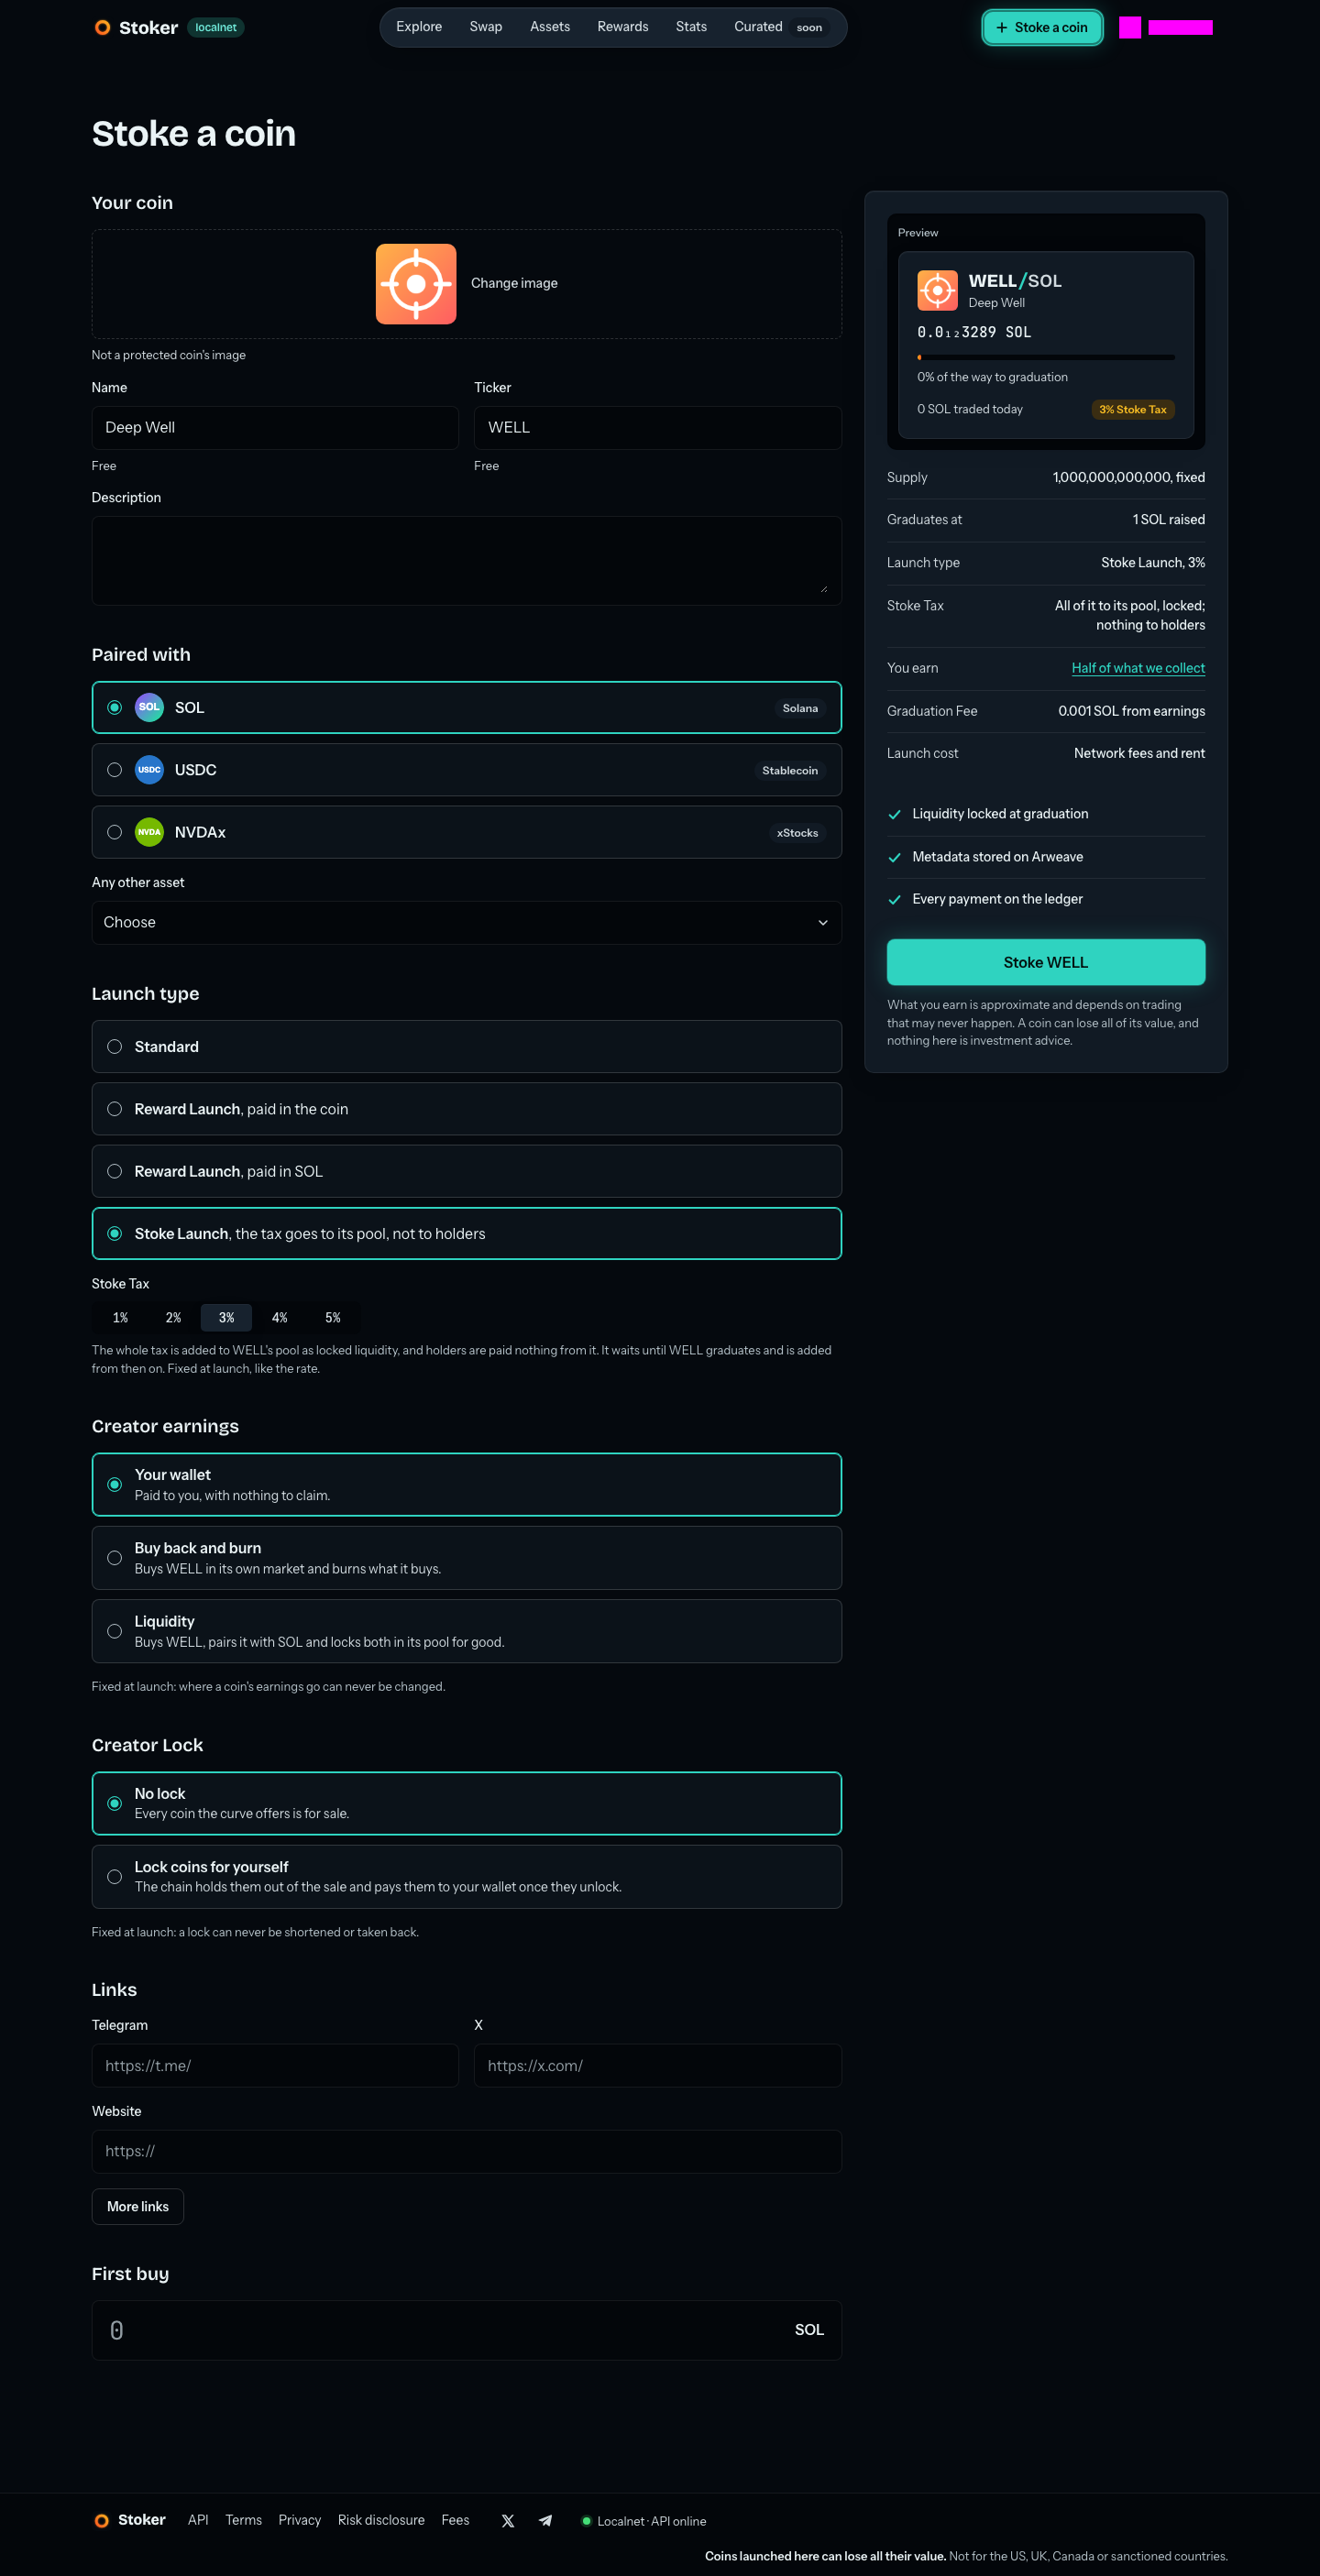 Stoker localnet Explore Swap Assets Rewards Stats Curated soon + Stoke a coin
Stoke a coin
Your coin
Change image
Not a protected coin's image
Name Ticker
Deep Well WELL
Free Free
Description
Paired with
SOL SOL Solana
USDC USDC Stablecoin
NVDA NVDAx xStocks
Any other asset
Choose
Launch type
Standard
Reward Launch, paid in the coin
Reward Launch, paid in SOL
Stoke Launch, the tax goes to its pool, not to holders
Stoke Tax
1% 2% 3% 4% 5%
The whole tax is added to WELL's pool as locked liquidity, and holders are paid nothing from it. It waits until WELL graduates and is added
from then on. Fixed at launch, like the rate.
Creator earnings
Your wallet
Paid to you, with nothing to claim.
Buy back and burn
Buys WELL in its own market and burns what it buys.
Liquidity
Buys WELL, pairs it with SOL and locks both in its pool for good.
Fixed at launch: where a coin's earnings go can never be changed.
Creator Lock
No lock
Every coin the curve offers is for sale.
Lock coins for yourself
The chain holds them out of the sale and pays them to your wallet once they unlock.
Fixed at launch: a lock can never be shortened or taken back.
Links
Telegram X
https://t.me/ https://x.com/
Website
https://
More links
First buy
0 SOL
Preview
WELL/SOL
Deep Well
0.0₁₂3289 SOL
0% of the way to graduation
0 SOL traded today 3% Stoke Tax
Supply 1,000,000,000,000, fixed
Graduates at 1 SOL raised
Launch type Stoke Launch, 3%
Stoke Tax All of it to its pool, locked;
nothing to holders
You earn Half of what we collect
Graduation Fee 0.001 SOL from earnings
Launch cost Network fees and rent
Liquidity locked at graduation
Metadata stored on Arweave
Every payment on the ledger
Stoke WELL
What you earn is approximate and depends on trading
that may never happen. A coin can lose all of its value, and
nothing here is investment advice.
Stoker API Terms Privacy Risk disclosure Fees Localnet · API online
Coins launched here can lose all their value. Not for the US, UK, Canada or sanctioned countries.